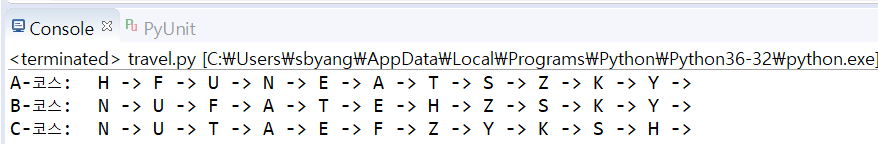 Console PyUnit
<terminated> travel.py [C:₩Users₩sbyang₩AppData₩Local₩Programs₩Python₩Python36-32₩python.exe]
A-코스: H -> F -> U -> N -> E -> A -> T -> S -> Z -> K -> Y ->
B-코스: N -> U -> F -> A -> T -> E -> H -> Z -> S -> K -> Y ->
C-코스: N -> U -> T -> A -> E -> F -> Z -> Y -> K -> S -> H ->